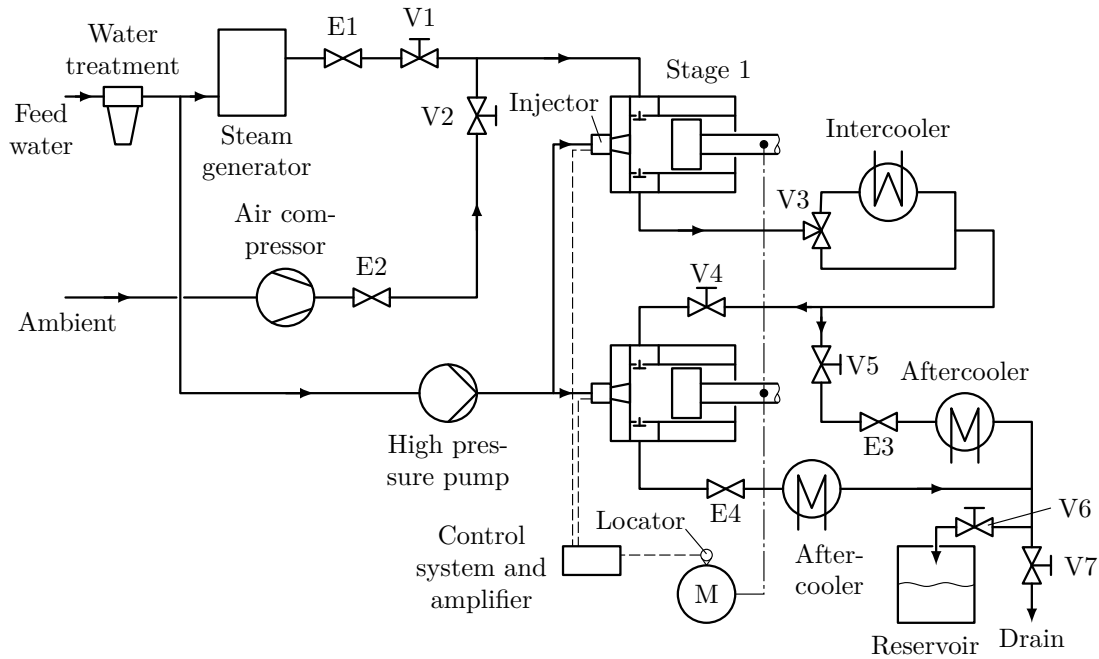 Water
treatment
Feed
water
Steam
generator
E1
V1
V2
Stage 1
Injector
Intercooler
V3
Air com-
pressor
E2
Ambient
V4
V5
Aftercooler
E3
High pres-
sure pump
E4
After-
cooler
V6
V7
Locator
Control
system and
amplifier
M
Reservoir
Drain